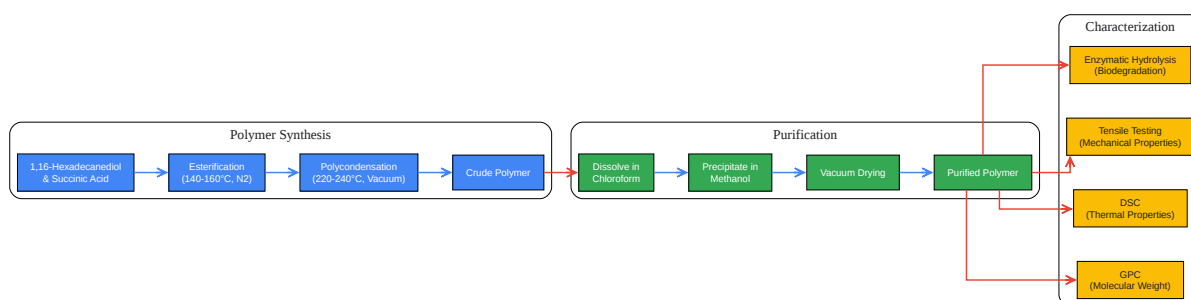 Polymer Synthesis
1,16-Hexadecanediol
& Succinic Acid
Esterification
(140-160°C, N2)
Polycondensation
(220-240°C, Vacuum)
Crude Polymer
Purification
Dissolve in
Chloroform
Precipitate in
Methanol
Vacuum Drying
Purified Polymer
Characterization
Enzymatic Hydrolysis
(Biodegradation)
Tensile Testing
(Mechanical Properties)
DSC
(Thermal Properties)
GPC
(Molecular Weight)